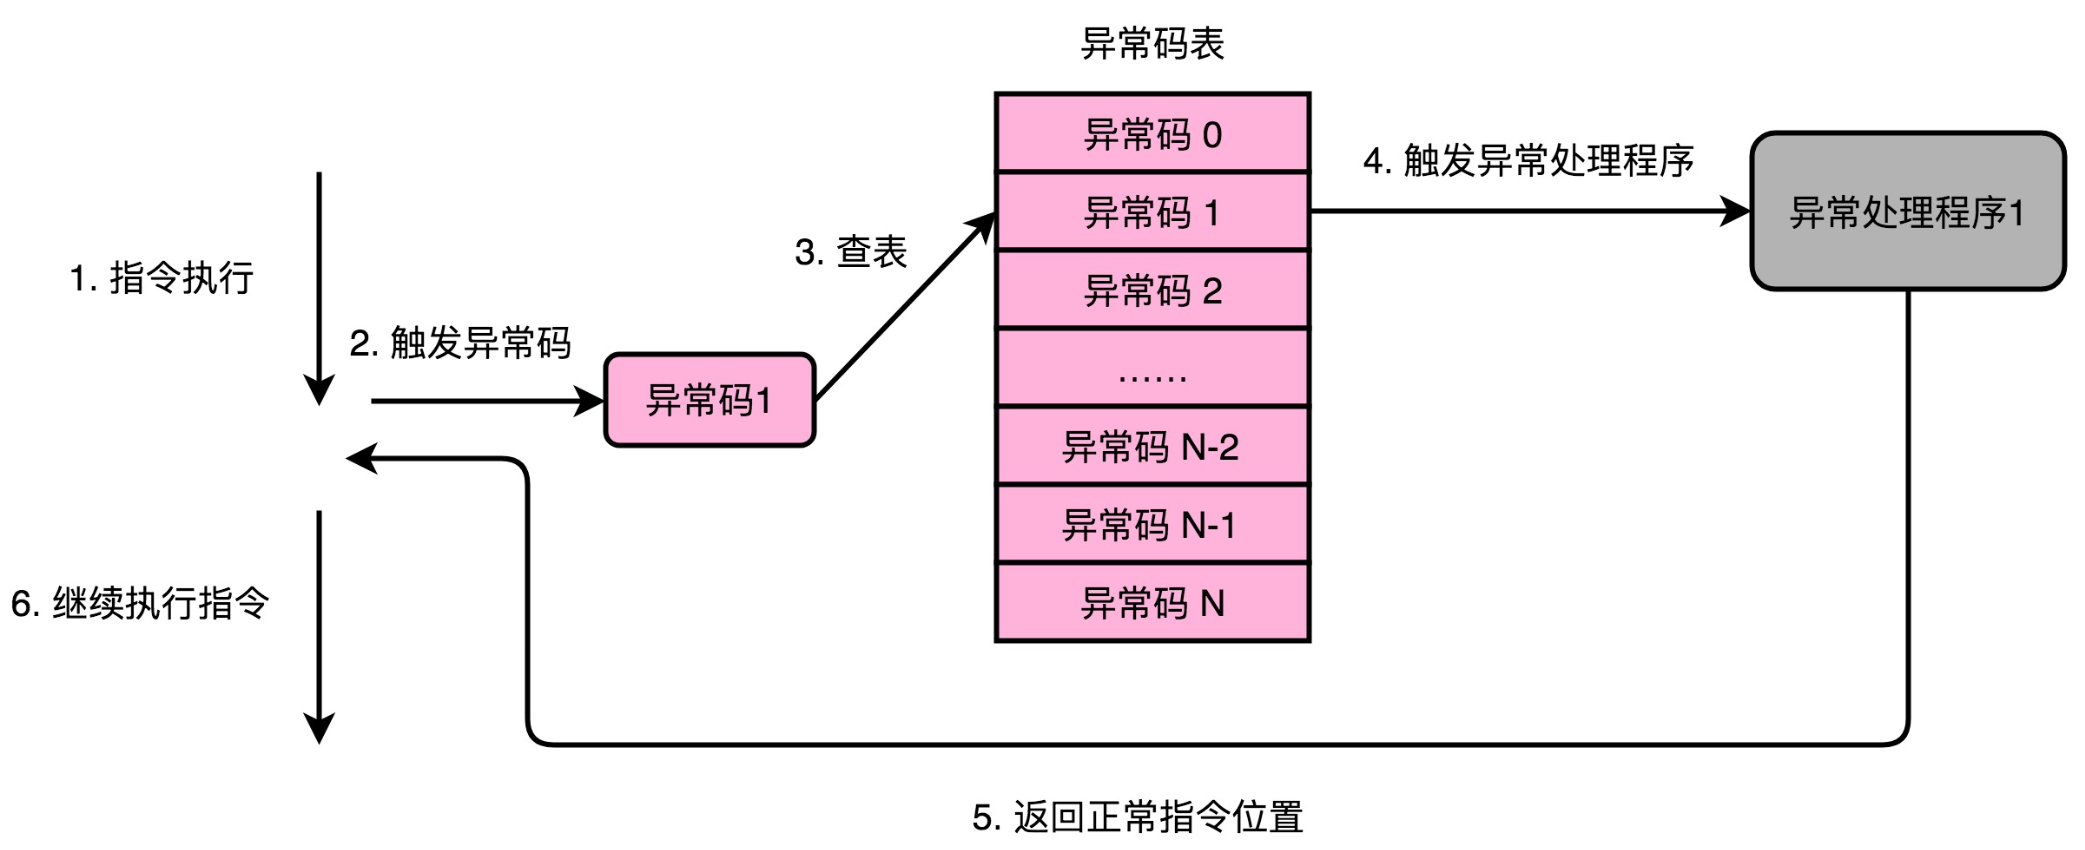 异常码表
异常码 0
异常码 1
异常码 2
……
异常码 N-2
异常码 N-1
异常码 N
1. 指令执行
2. 触发异常码
异常码1
3. 查表
4. 触发异常处理程序
异常处理程序1
5. 返回正常指令位置
6. 继续执行指令